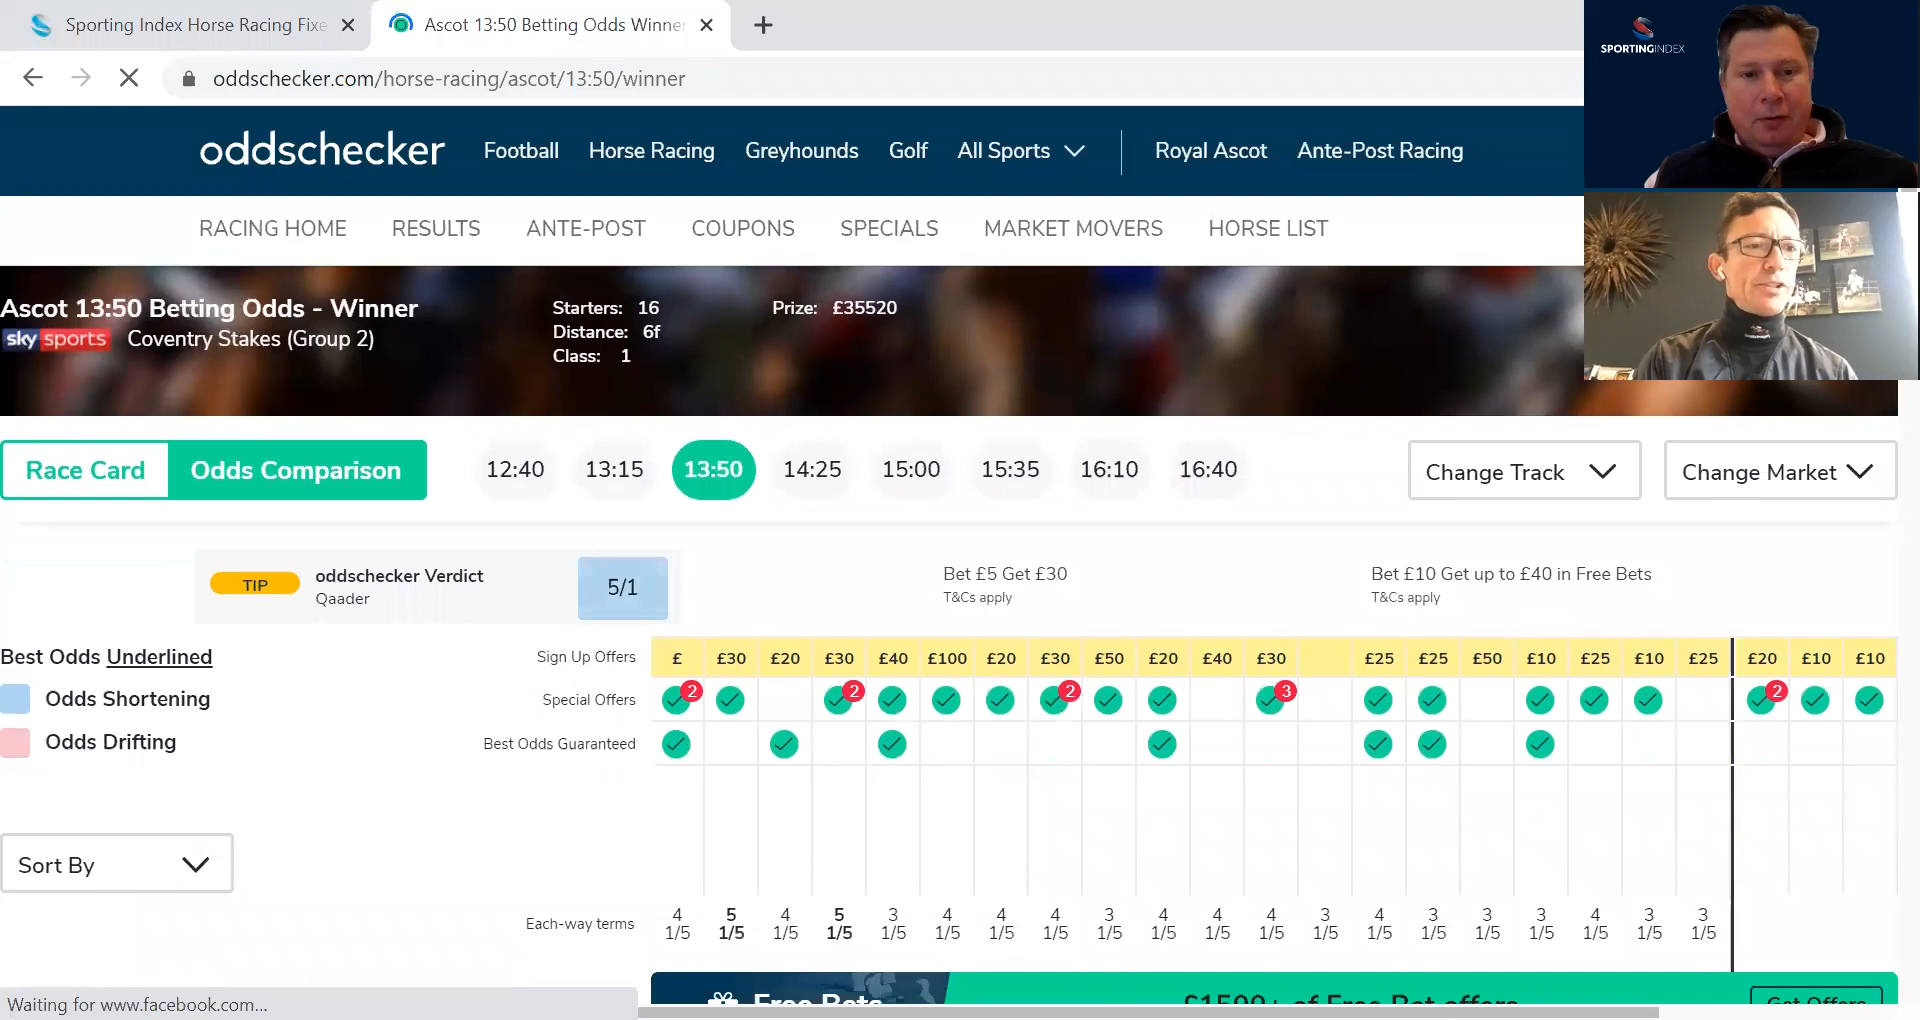 Sporting Index Horse Racing Fixe
Ascot 13:50 Betting Odds Winner
oddschecker.com/horse-racing/ascot/13:50/winner
SPORTINGINDEX
oddschecker Football Horse Racing Greyhounds Golf All Sports Royal Ascot Ante-Post Racing
RACING HOME RESULTS ANTE-POST COUPONS SPECIALS MARKET MOVERS HORSE LIST
Ascot 13:50 Betting Odds - Winner
sky sports Coventry Stakes (Group 2)
Starters: 16
Distance: 6f
Class: 1
Prize: £35520
Race Card Odds Comparison 12:40 13:15 13:50 14:25 15:00 15:35 16:10 16:40 Change Track Change Market
TIP
oddschecker Verdict
Qaader
5/1
Bet £5 Get £30
T&Cs apply
Bet £10 Get up to £40 in Free Bets
T&Cs apply
Best Odds Underlined
Odds Shortening
Odds Drifting
Sign Up Offers £ £30 £20 £30 £40 £100 £20 £30 £50 £20 £40 £30 £25 £25 £50 £10 £25 £10 £25 £20 £10 £10
Special Offers 2 2 2 3 2
Best Odds Guaranteed
Sort By
Each-way terms
4 5 4 5 3 4 4 4 3 4 4 4 3 4 3 3 3 4 3 3
1/5 1/5 1/5 1/5 1/5 1/5 1/5 1/5 1/5 1/5 1/5 1/5 1/5 1/5 1/5 1/5 1/5 1/5 1/5 1/5
Free Bets £1500+ of Free Bet offers Get Offers
Waiting for www.facebook.com...